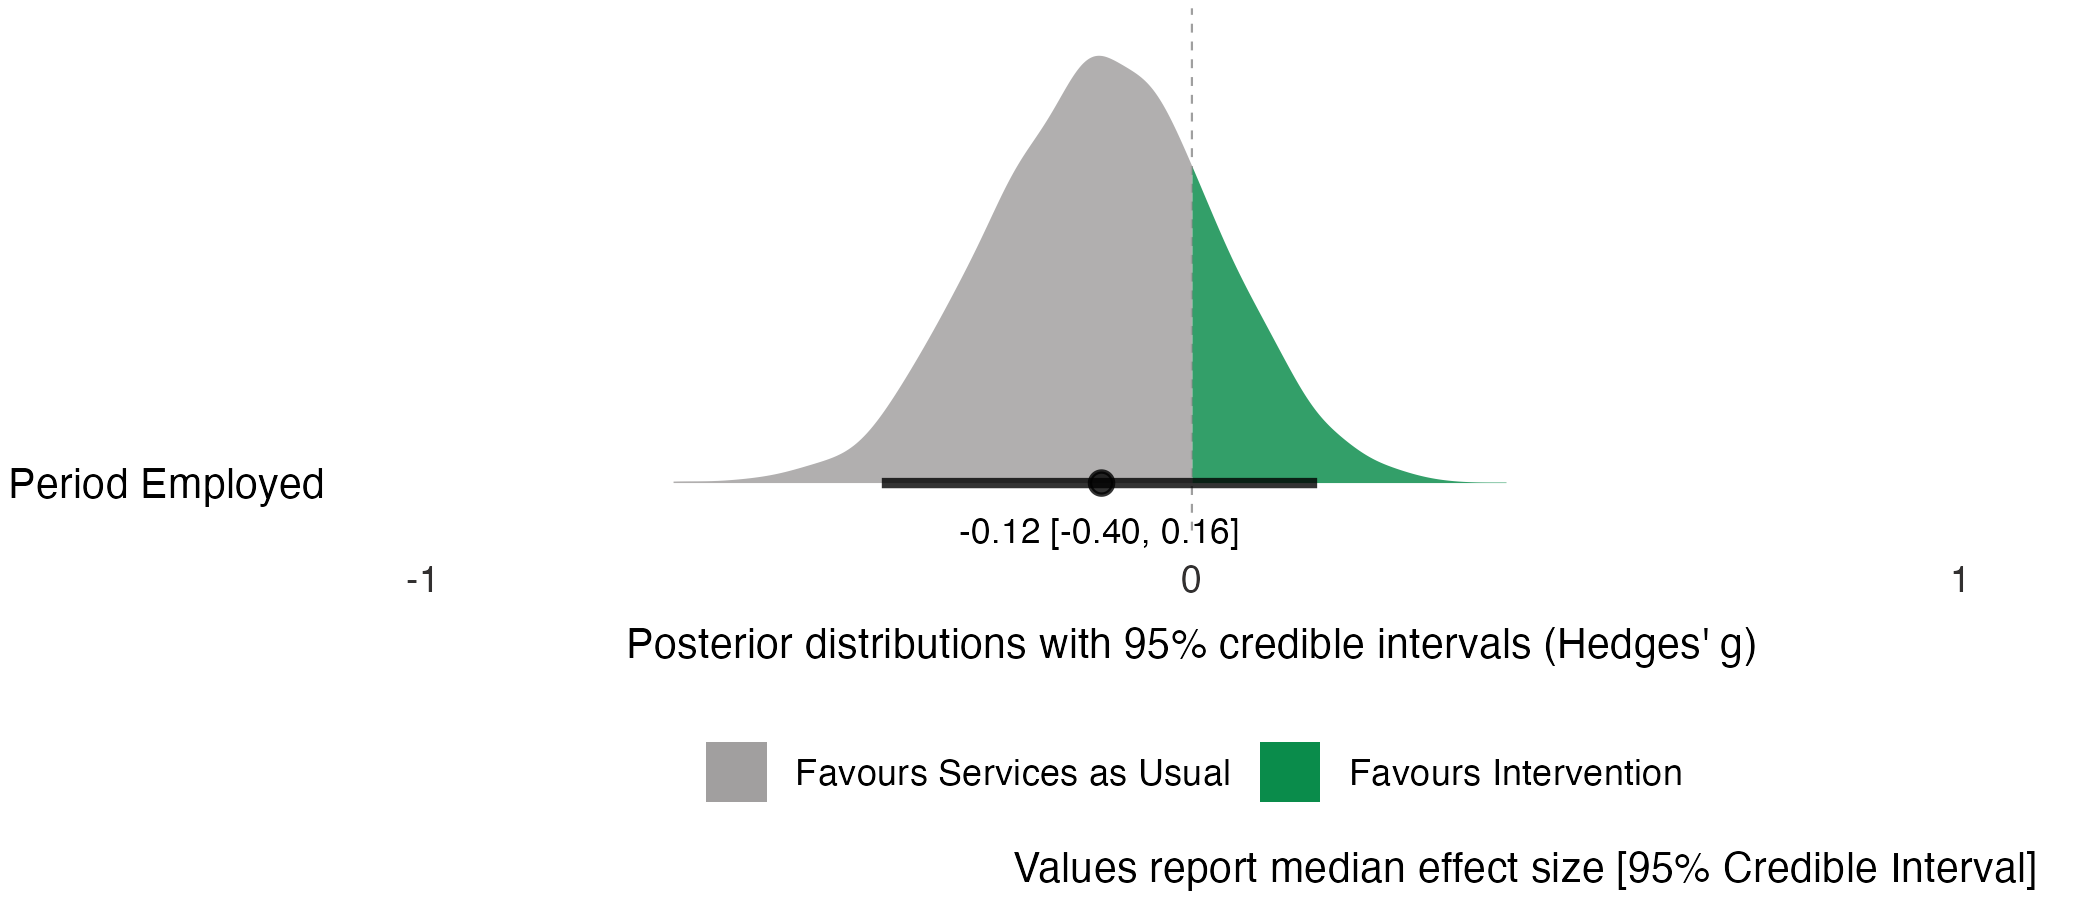 Period Employed
-0.12 [-0.40, 0.16]
-1 0 1
Posterior distributions with 95% credible intervals (Hedges' g)
Favours Services as Usual Favours Intervention
Values report median effect size [95% Credible Interval]